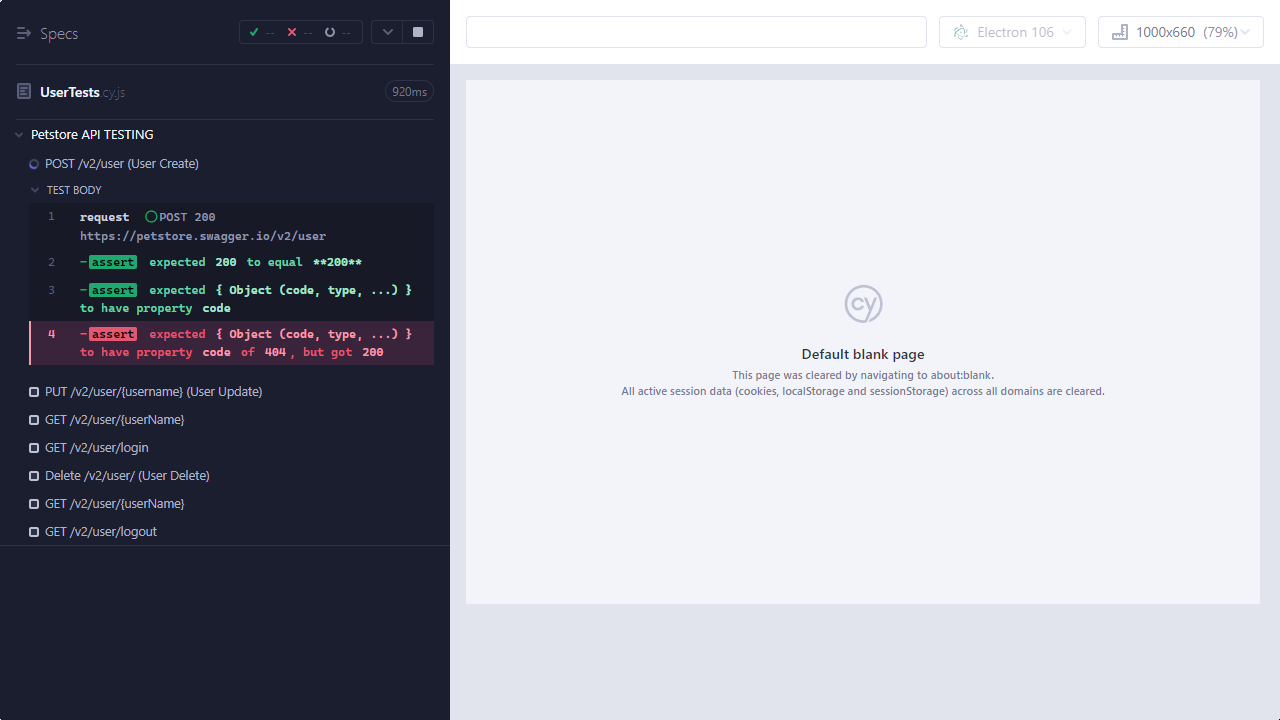 Specs
--
--
--
Electron 106
1000x660 (79%)
UserTests cy.js
920ms
Petstore API TESTING
POST /v2/user (User Create)
TEST BODY
1 request POST 200
https://petstore.swagger.io/v2/user
2 -assert expected 200 to equal **200**
3 -assert expected { Object (code, type, ...) }
to have property code
4 -assert expected { Object (code, type, ...) }
to have property code of 404, but got 200
PUT /v2/user/{username} (User Update)
GET /v2/user/{userName}
GET /v2/user/login
Delete /v2/user/ (User Delete)
GET /v2/user/{userName}
GET /v2/user/logout
cy
Default blank page
This page was cleared by navigating to about:blank.
All active session data (cookies, localStorage and sessionStorage) across all domains are cleared.